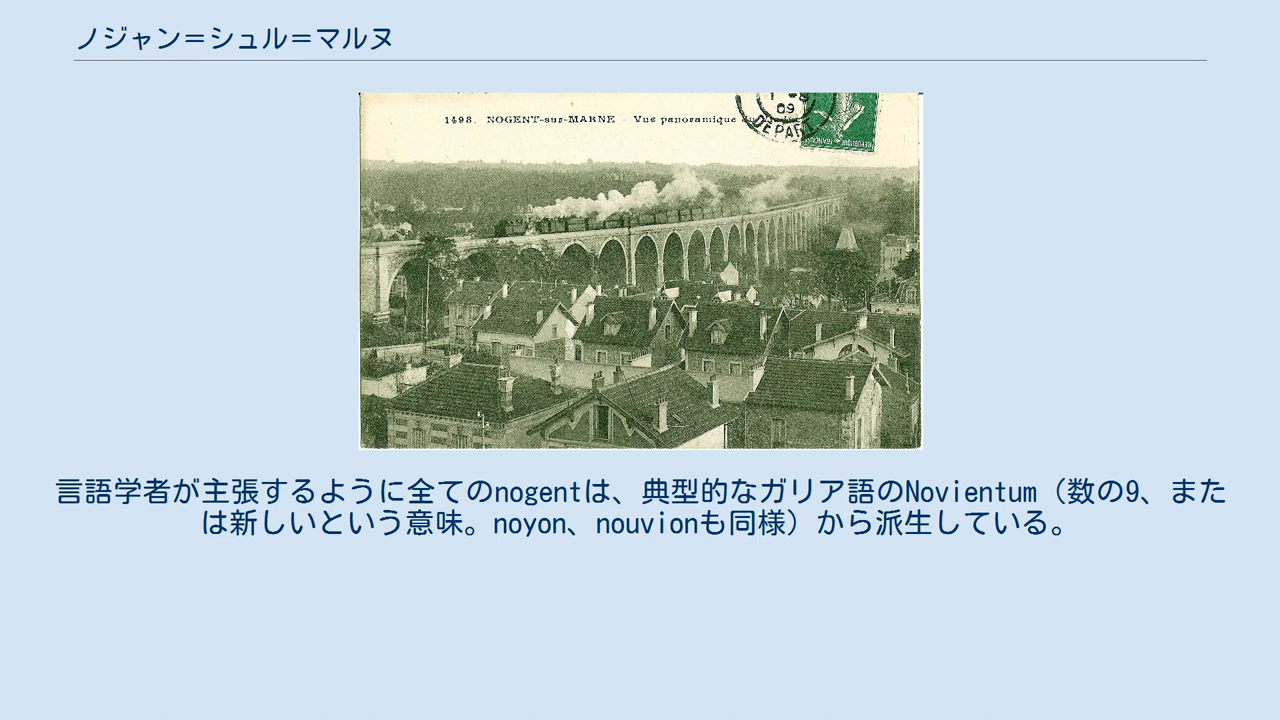 ノジャン＝シュル＝マルヌ
1498. NOGENT-sur-MARNE - Vue panoramique du
09
DÉPART
RÉPUBLIQUE FRANÇAISE
言語学者が主張するように全てのnogentは、典型的なガリア語のNovientum（数の9、また
は新しいという意味。noyon、nouvionも同様）から派生している。